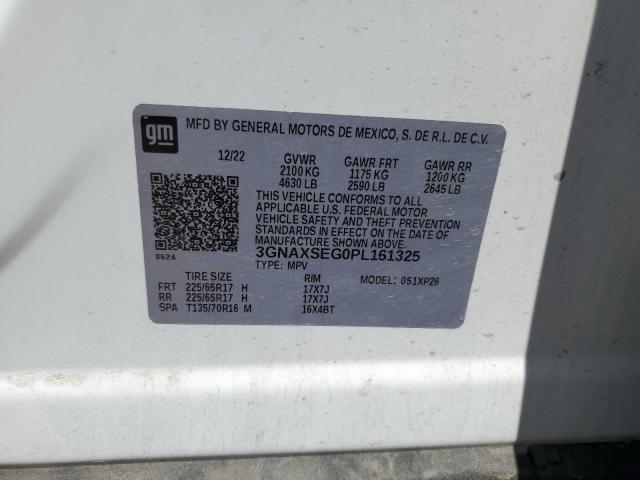 gm
MFD BY GENERAL MOTORS DE MEXICO, S. DE R.L. DE C.V.
12/22 GVWR GAWR FRT GAWR RR
2100 KG 1175 KG 1200 KG
4630 LB 2590 LB 2645 LB
THIS VEHICLE CONFORMS TO ALL
APPLICABLE U.S. FEDERAL MOTOR
VEHICLE SAFETY AND THEFT PREVENTION
STANDARDS IN EFFECT ON THE DATE OF
MANUFACTURE SHOWN ABOVE.
8624
3GNAXSEG0PL161325
TYPE: MPV
TIRE SIZE RIM MODEL: 051XP26
FRT 225/65R17 H 17X7J
RR 225/65R17 H 17X7J
SPA T135/70R16 M 16X4BT